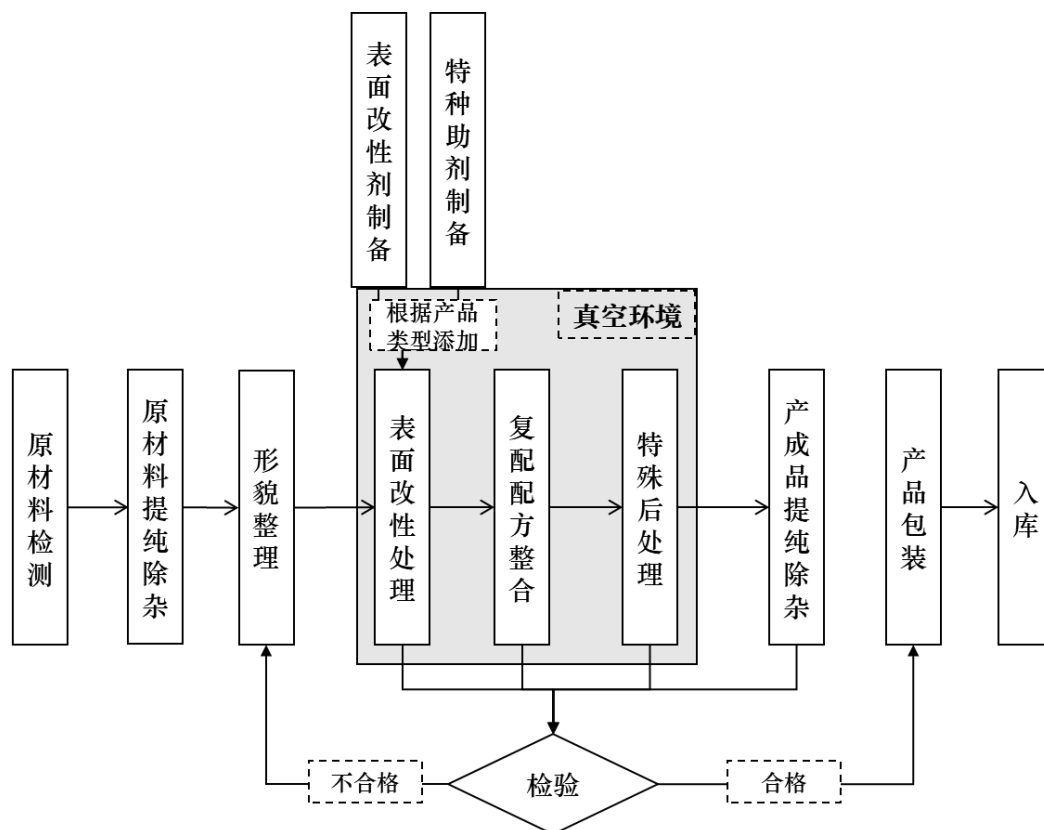 表面改性剂制备
特种助剂制备
根据产品
类型添加
真空环境
原材料检测
原材料提纯除杂
形貌整理
表面改性处理
复配配方整合
特殊后处理
产成品提纯除杂
产品包装
入库
不合格
检验
合格